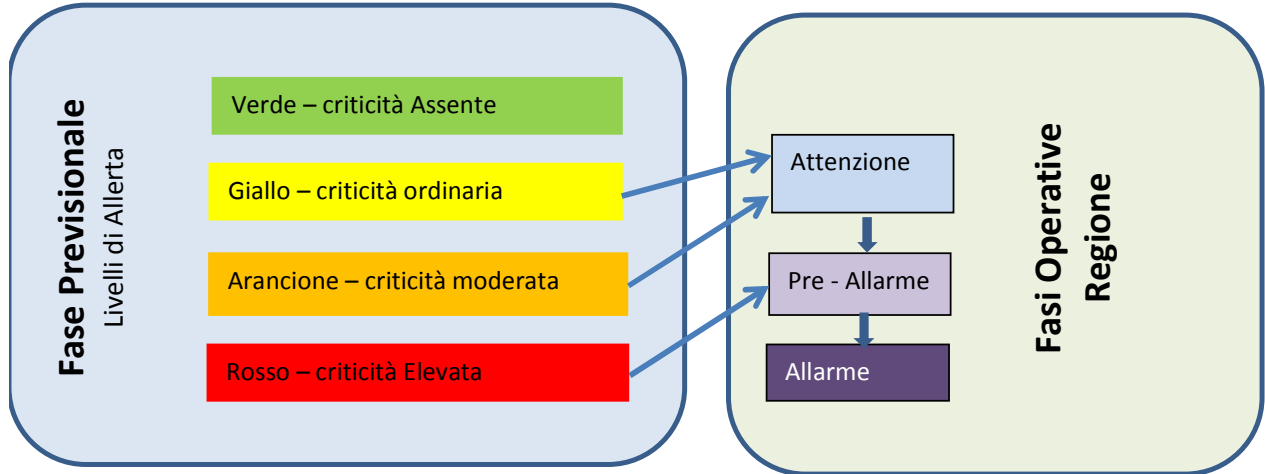 Fase Previsionale
Livelli di Allerta
Verde – criticità Assente
Giallo – criticità ordinaria
Arancione – criticità moderata
Rosso – criticità Elevata
Attenzione
Pre - Allarme
Allarme
Fasi Operative
Regione